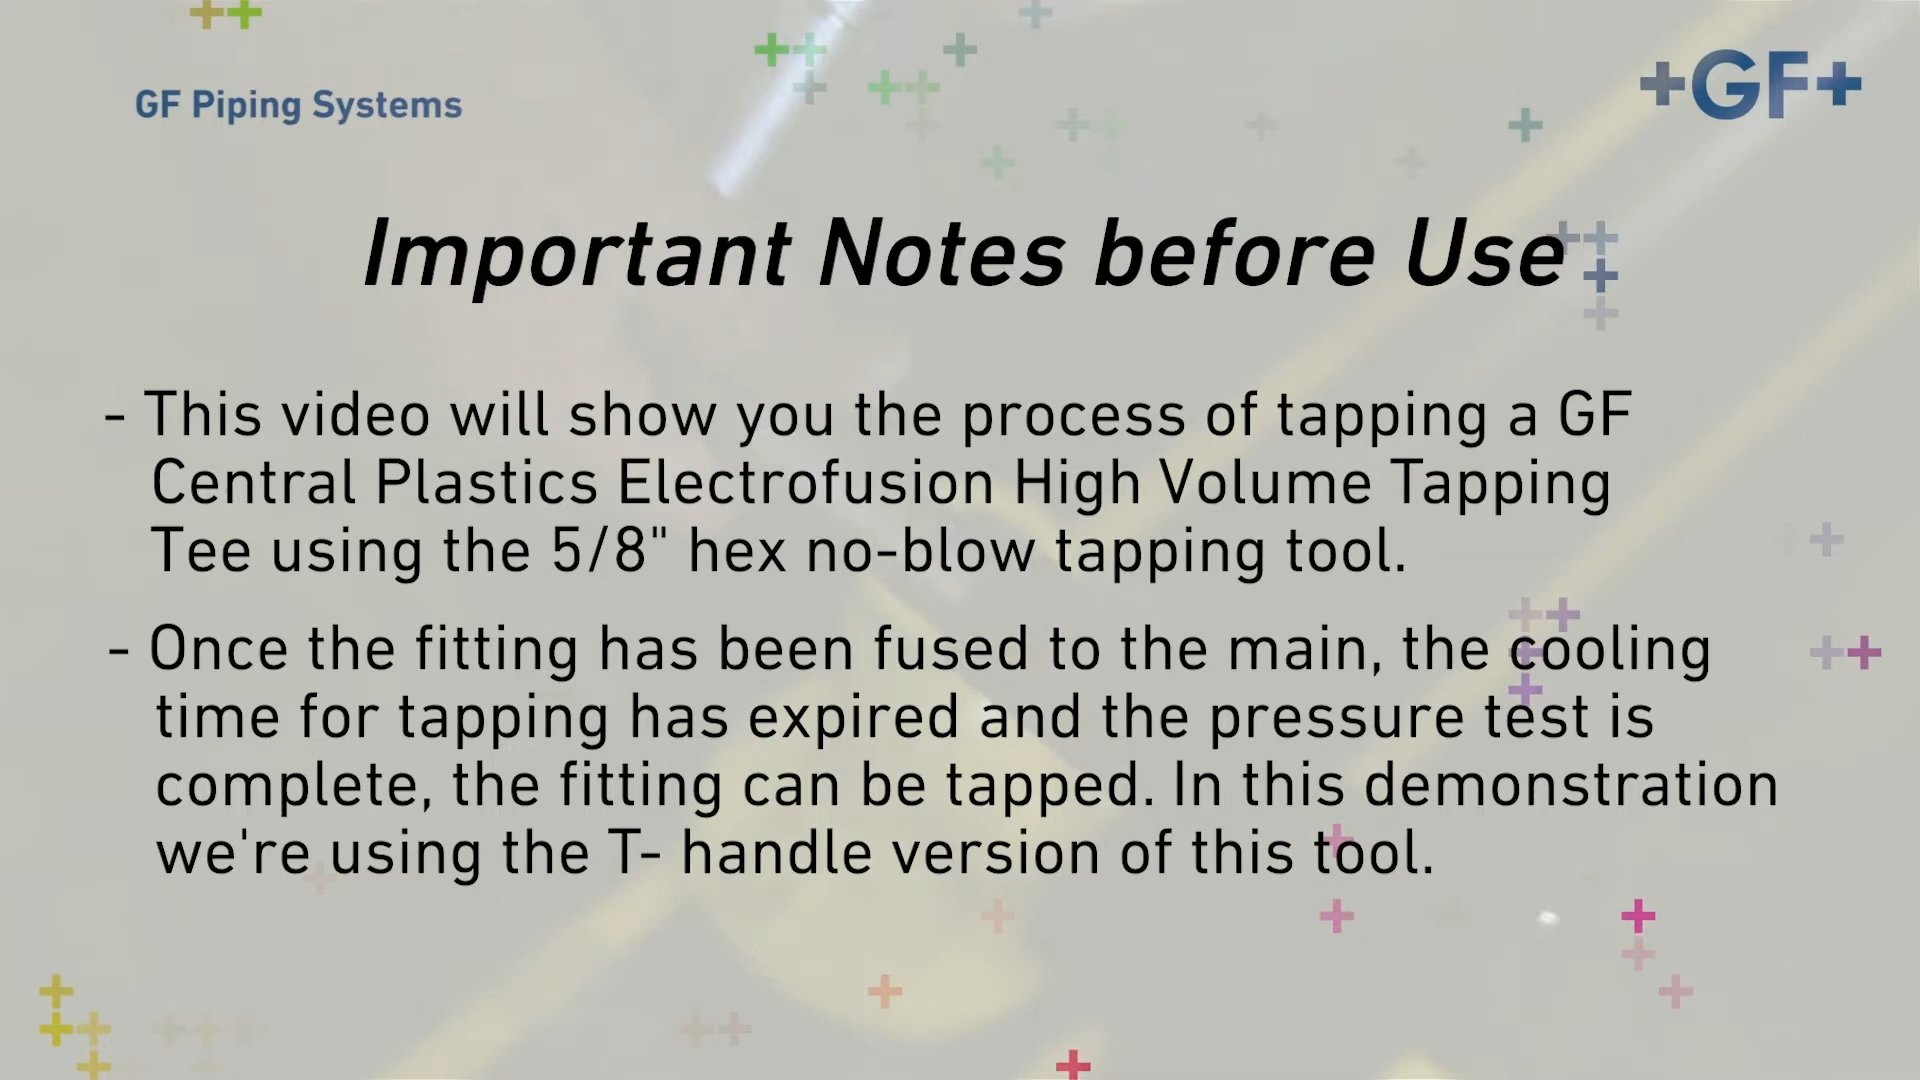 GF Piping Systems
+GF+
Important Notes before Use
- This video will show you the process of tapping a GF
Central Plastics Electrofusion High Volume Tapping
Tee using the 5/8" hex no-blow tapping tool.
- Once the fitting has been fused to the main, the cooling
time for tapping has expired and the pressure test is
complete, the fitting can be tapped. In this demonstration
we're using the T- handle version of this tool.